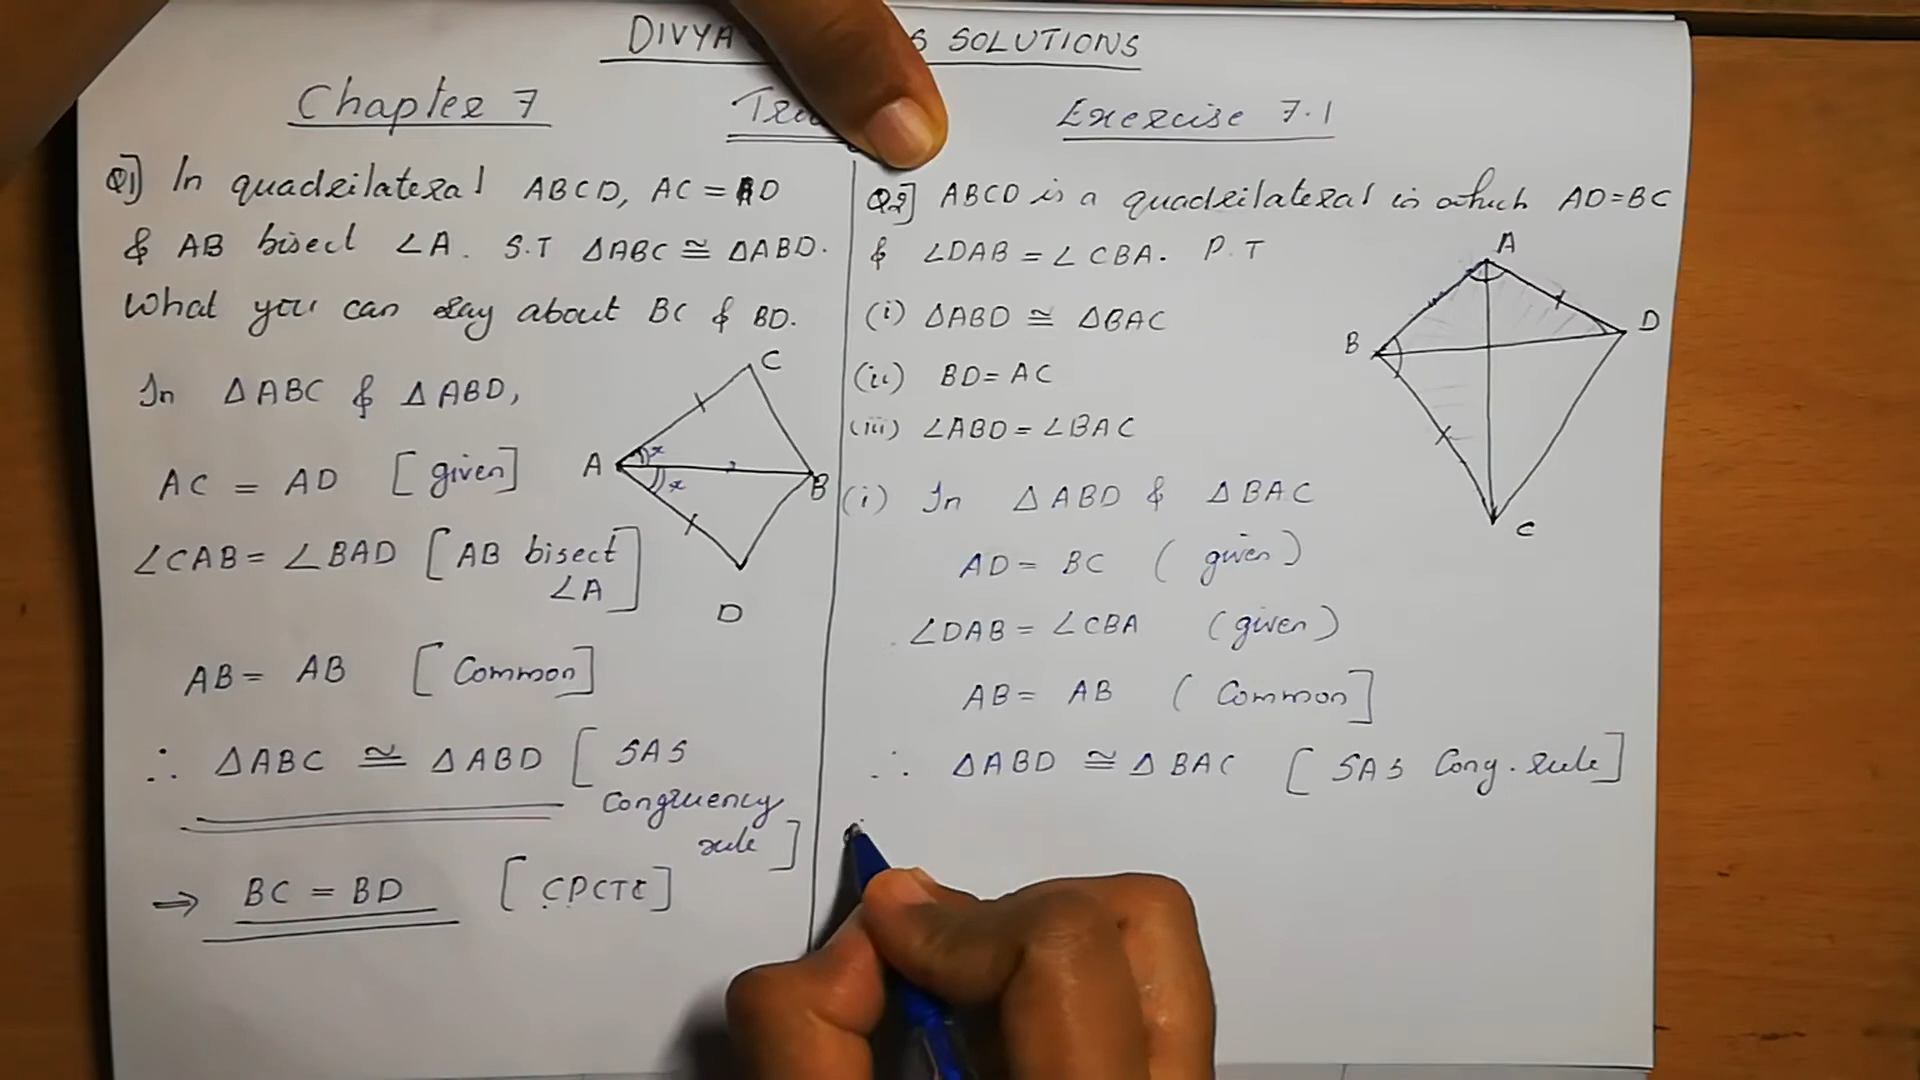 DIVYA S SOLUTIONS
Chapter 7 Exercise 7.1
Q1] In quadrilateral ABCD, AC = AD
& AB bisect ∠A. S.T ΔABC ≅ ΔABD.
What you can say about BC & BD.
In ΔABC & ΔABD,
AC = AD [given]
∠CAB = ∠BAD [AB bisect
∠A]
AB = AB [Common]
∴ ΔABC ≅ ΔABD [SAS
congruency
rule]
⇒ BC = BD [CPCTC]
C
A x
x B
D
Q2] ABCD is a quadrilateral in which AD=BC
& ∠DAB = ∠CBA. P.T
(i) ΔABD ≅ ΔBAC
(ii) BD = AC
(iii) ∠ABD = ∠BAC
A
B D
C
(i) In ΔABD & ΔBAC
AD = BC (given)
∠DAB = ∠CBA (given)
AB = AB (Common]
∴ ΔABD ≅ ΔBAC [SAS Cong. rule]